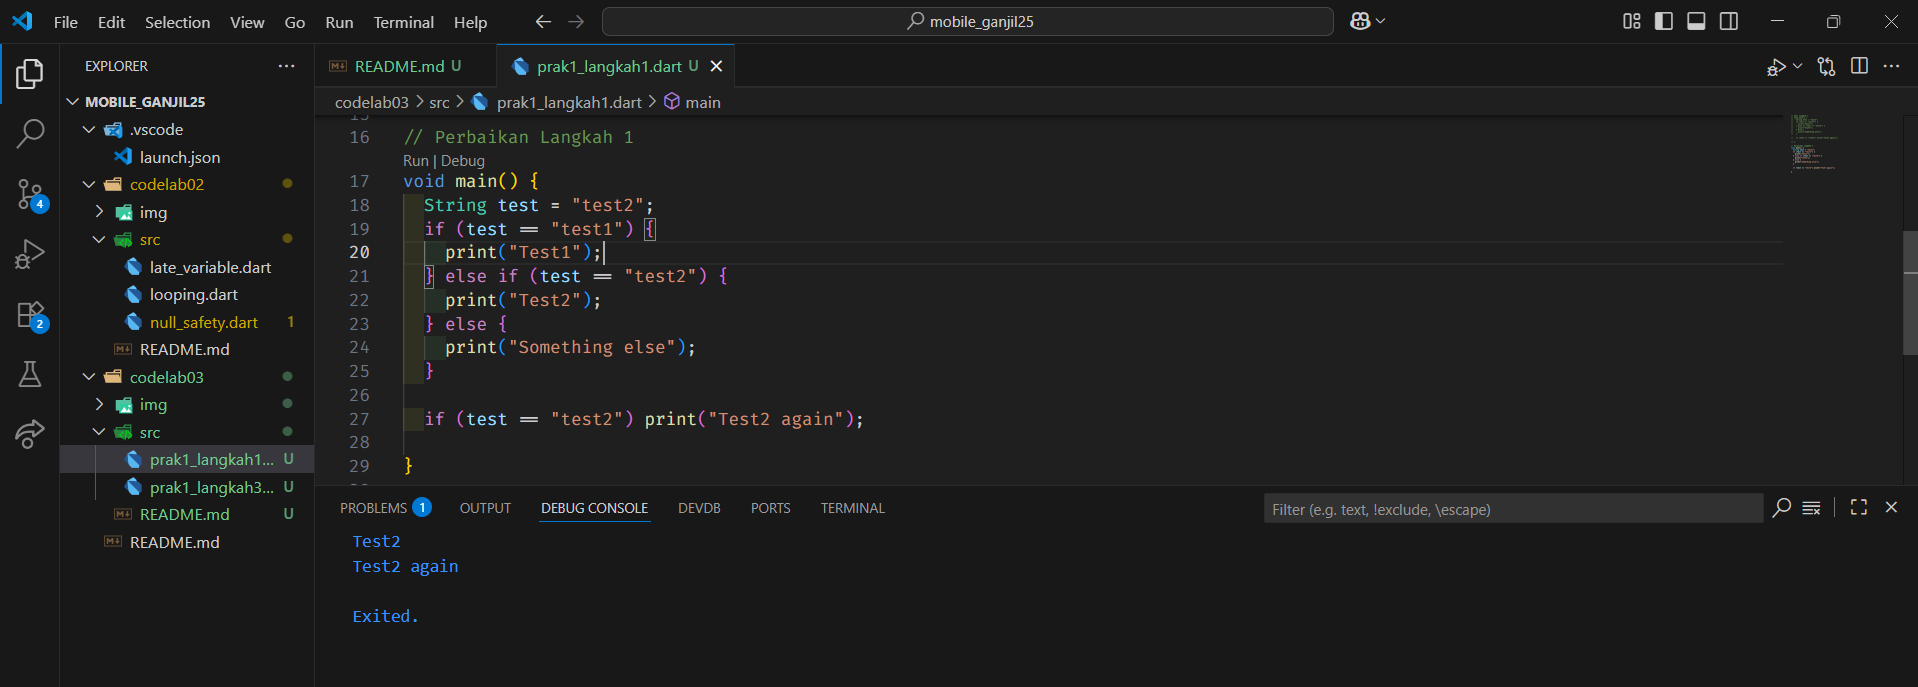 File Edit Selection View Go Run Terminal Help
mobile_ganjil25
EXPLORER
MOBILE_GANJIL25
.vscode
launch.json
codelab02
img
src
late_variable.dart
looping.dart
null_safety.dart 1
README.md
codelab03
img
src
prak1_langkah1... U
prak1_langkah3... U
README.md U
README.md
4
2
README.md U
prak1_langkah1.dart U
codelab03 > src > prak1_langkah1.dart > main
15
16 // Perbaikan Langkah 1
Run | Debug
17 void main() {
18 String test = "test2";
19 if (test == "test1") {
20 print("Test1");
21 } else if (test == "test2") {
22 print("Test2");
23 } else {
24 print("Something else");
25 }
26
27 if (test == "test2") print("Test2 again");
28
29 }
PROBLEMS 1 OUTPUT DEBUG CONSOLE DEVDB PORTS TERMINAL
Filter (e.g. text, !exclude, \escape)
Test2
Test2 again
Exited.